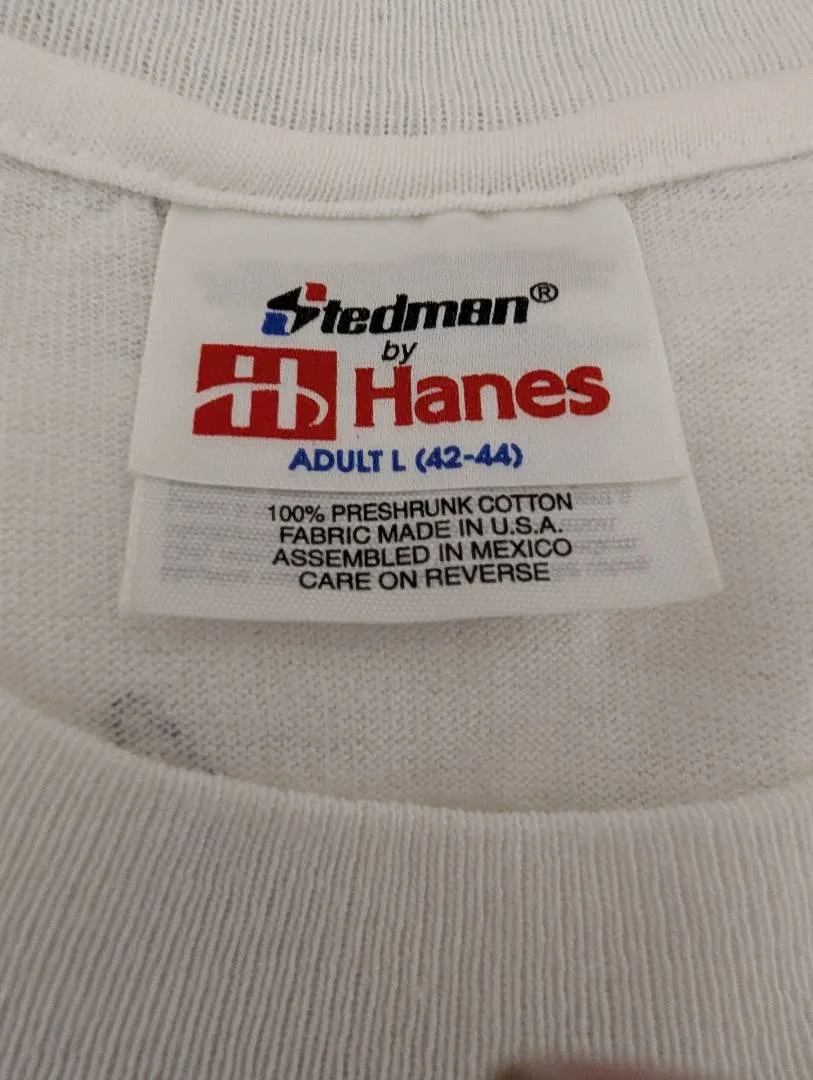 Stedman®
by
H Hanes
ADULT L (42-44)
100% PRESHRUNK COTTON
FABRIC MADE IN U.S.A.
ASSEMBLED IN MEXICO
CARE ON REVERSE